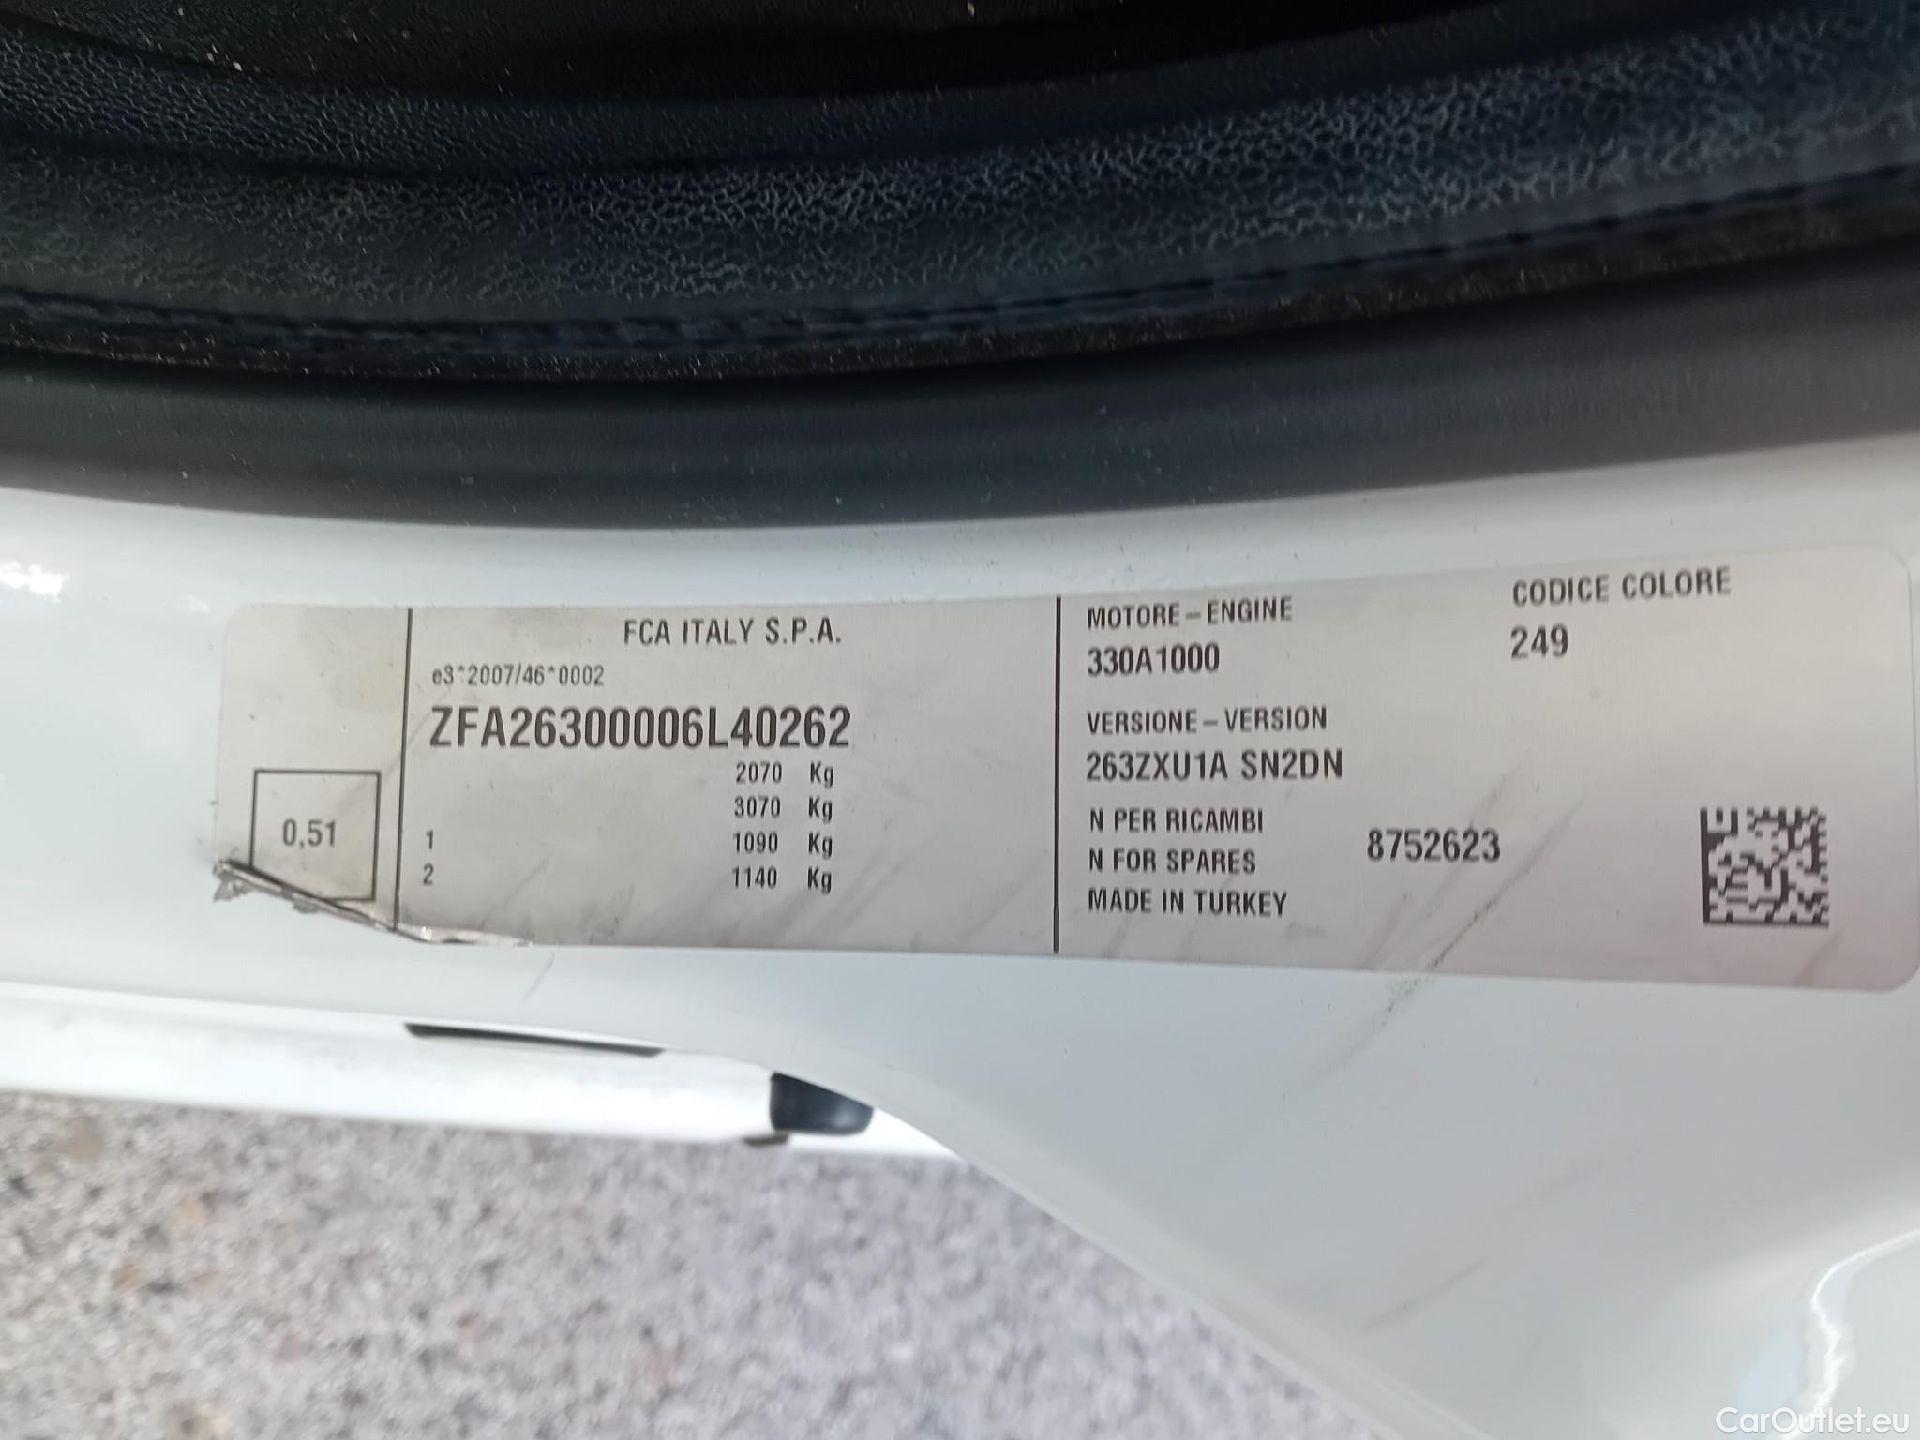 FCA ITALY S.P.A.
e3*2007/46*0002
ZFA26300006L40262
2070 Kg
3070 Kg
1 1090 Kg
2 1140 Kg
0,51
MOTORE – ENGINE
330A1000
CODICE COLORE
249
VERSIONE – VERSION
263ZXU1A SN2DN
N PER RICAMBI
N FOR SPARES
8752623
MADE IN TURKEY
CarOutlet.eu